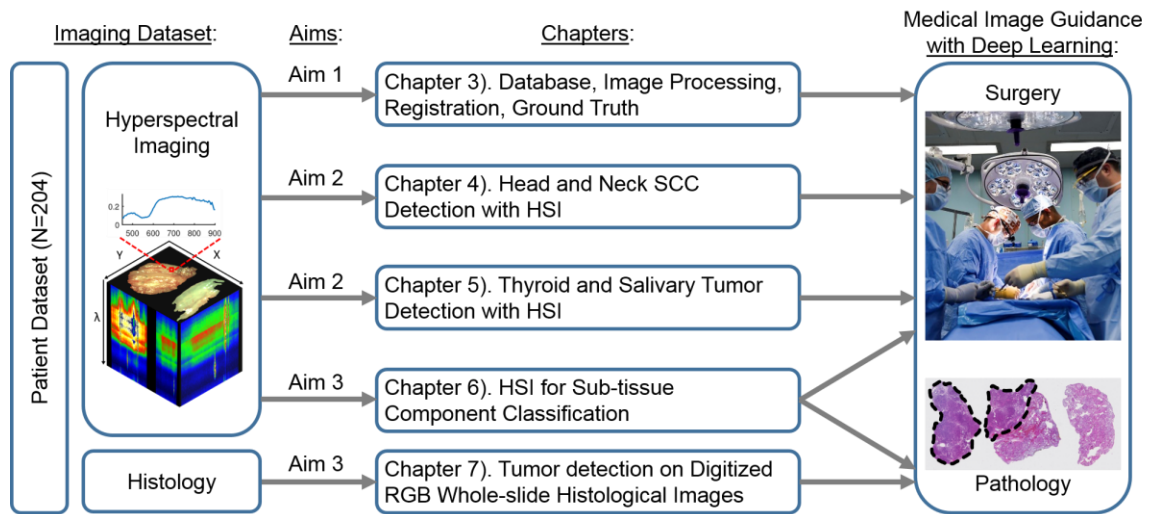 Imaging Dataset:
Aims:
Chapters:
Medical Image Guidance
with Deep Learning:
Patient Dataset (N=204)
Hyperspectral
Imaging
0.2
0
500 600 700 800 900
Y
X
λ
Histology
Aim 1
Chapter 3). Database, Image Processing,
Registration, Ground Truth
Aim 2
Chapter 4). Head and Neck SCC
Detection with HSI
Aim 2
Chapter 5). Thyroid and Salivary Tumor
Detection with HSI
Aim 3
Chapter 6). HSI for Sub-tissue
Component Classification
Aim 3
Chapter 7). Tumor detection on Digitized
RGB Whole-slide Histological Images
Surgery
Pathology